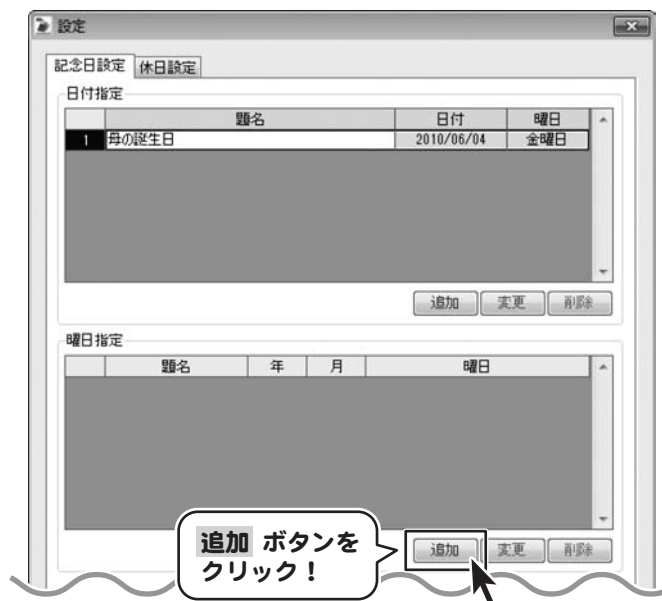 設定
記念日設定 休日設定
日付指定
題名 日付 曜日
1 母の誕生日 2010/06/04 金曜日
追加 変更 削除
曜日指定
題名 年 月 曜日
追加 ボタンを
クリック！
追加 変更 削除